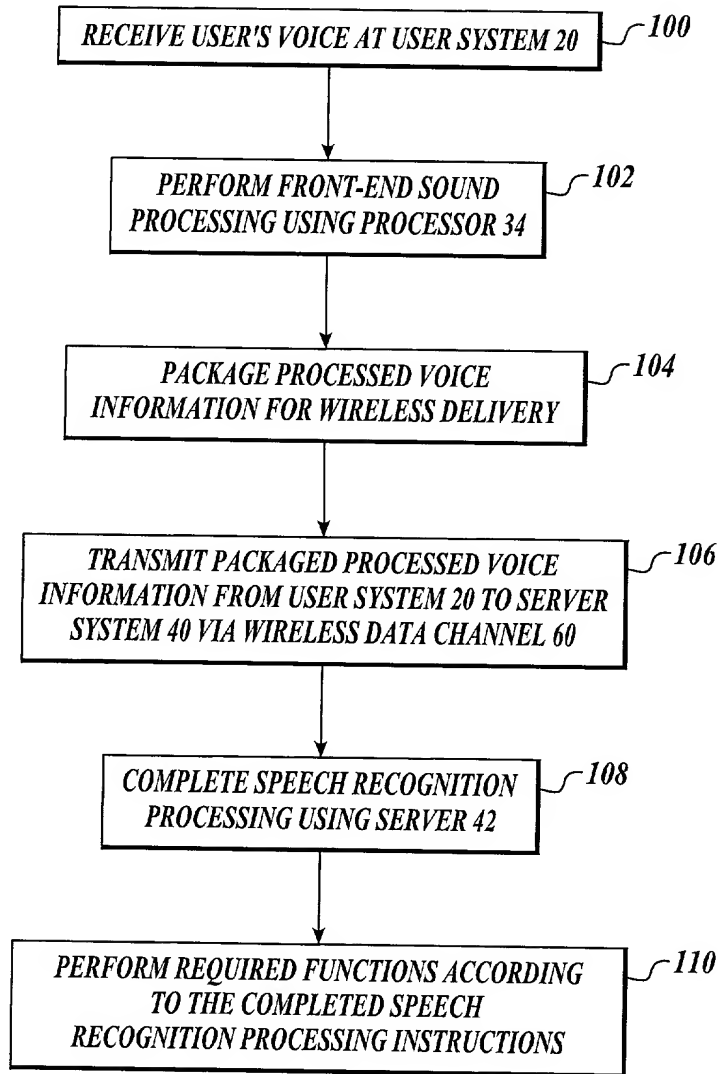 RECEIVE USER'S VOICE AT USER SYSTEM 20
100
PERFORM FRONT-END SOUND
PROCESSING USING PROCESSOR 34
102
PACKAGE PROCESSED VOICE
INFORMATION FOR WIRELESS DELIVERY
104
TRANSMIT PACKAGED PROCESSED VOICE
INFORMATION FROM USER SYSTEM 20 TO SERVER
SYSTEM 40 VIA WIRELESS DATA CHANNEL 60
106
COMPLETE SPEECH RECOGNITION
PROCESSING USING SERVER 42
108
PERFORM REQUIRED FUNCTIONS ACCORDING
TO THE COMPLETED SPEECH
RECOGNITION PROCESSING INSTRUCTIONS
110